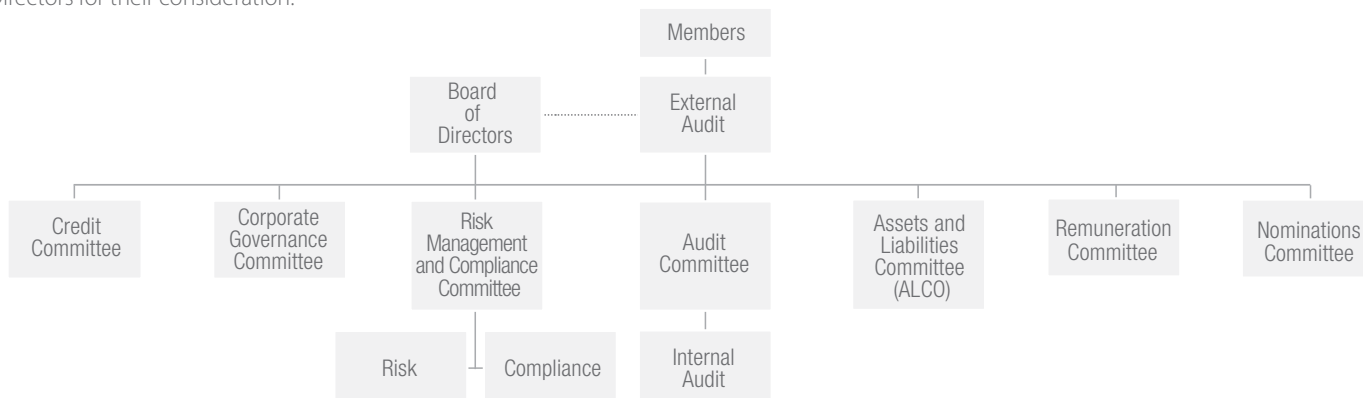 Directors for their consideration.
Members
Board
of
Directors
External
Audit
Credit
Committee
Corporate
Governance
Committee
Risk
Management
and Compliance
Committee
Audit
Committee
Assets and
Liabilities
Committee
(ALCO)
Remuneration
Committee
Nominations
Committee
Risk
Compliance
Internal
Audit